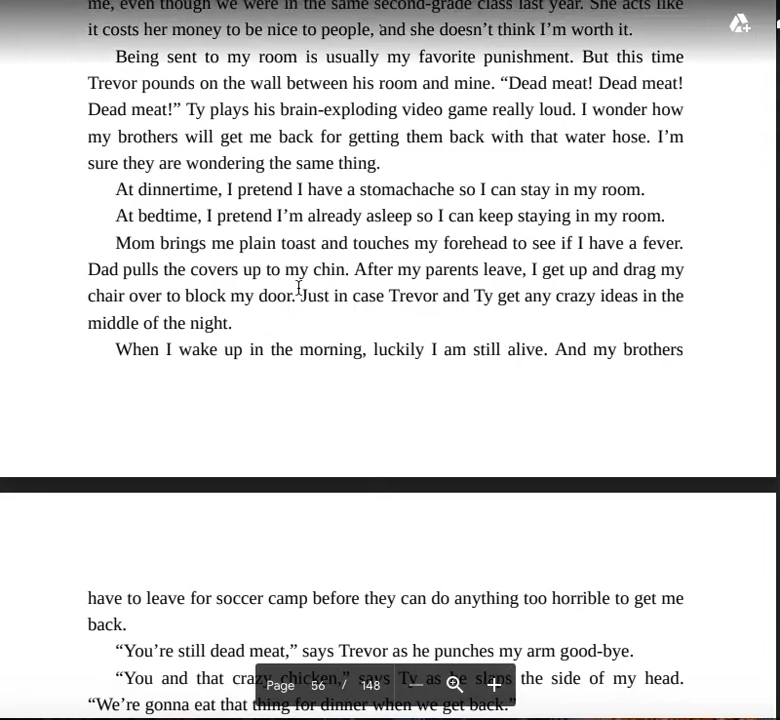 me, even though we were in the same second-grade class last year. She acts like
it costs her money to be nice to people, and she doesn’t think I’m worth it.
Being sent to my room is usually my favorite punishment. But this time
Trevor pounds on the wall between his room and mine. “Dead meat! Dead meat!
Dead meat!” Ty plays his brain-exploding video game really loud. I wonder how
my brothers will get me back for getting them back with that water hose. I’m
sure they are wondering the same thing.
At dinnertime, I pretend I have a stomachache so I can stay in my room.
At bedtime, I pretend I’m already asleep so I can keep staying in my room.
Mom brings me plain toast and touches my forehead to see if I have a fever.
Dad pulls the covers up to my chin. After my parents leave, I get up and drag my
chair over to block my door. Just in case Trevor and Ty get any crazy ideas in the
middle of the night.
When I wake up in the morning, luckily I am still alive. And my brothers
have to leave for soccer camp before they can do anything too horrible to get me
back.
“You’re still dead meat,” says Trevor as he punches my arm good-bye.
“You and that crazy chicken,” says Ty as he slaps the side of my head.
“We’re gonna eat that thing for dinner when we get back.”
Page 56 / 148